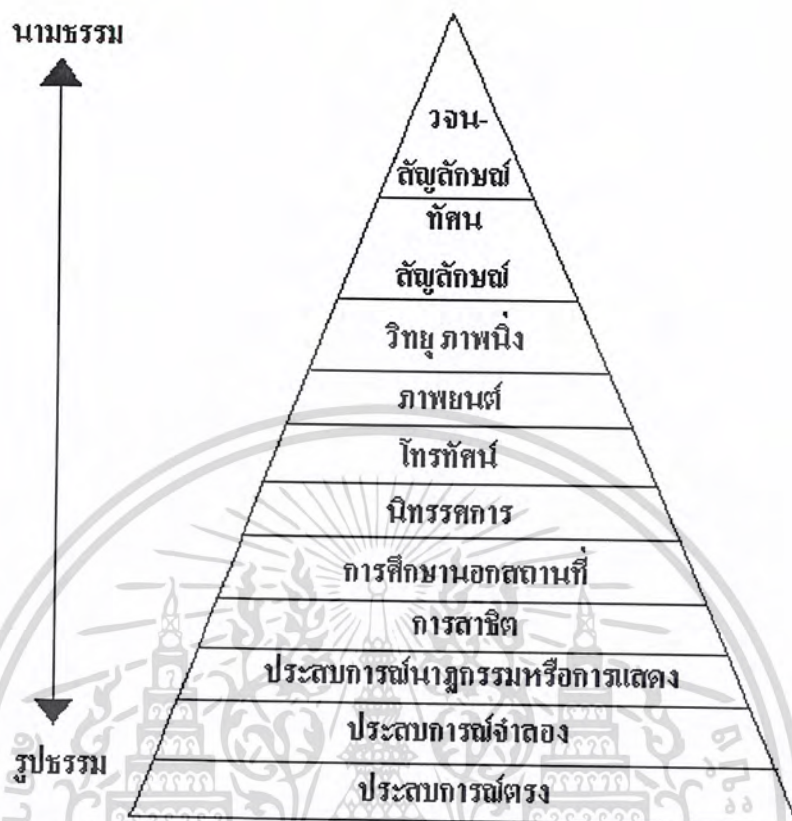 นามธรรม
วจน-
สัญลักษณ์
ทัศน
สัญลักษณ์
วิทยุ ภาพนิ่ง
ภาพยนต์
โทรทัศน์
นิทรรศการ
การศึกษานอกสถานที่
การสาธิต
ประสบการณ์นาฏกรรมหรือการแสดง
ประสบการณ์จำลอง
รูปธรรม
ประสบการณ์ตรง